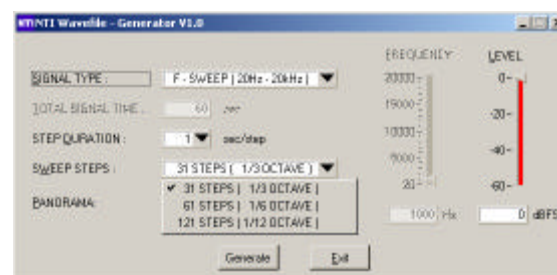 NTI Wavefile - Generator V1.0
SIGNAL TYPE : F - SWEEP ( 20Hz - 20kHz )
TOTAL SIGNAL TIME : 60 sec
STEP DURATION : 1 sec/step
SWEEP STEPS : 31 STEPS ( 1/3 OCTAVE )
31 STEPS ( 1/3 OCTAVE )
61 STEPS ( 1/6 OCTAVE )
121 STEPS ( 1/12 OCTAVE )
PANORAMA:
Generate Exit
FREQUENCY
20000
15000
10000
5000
20
1000 Hz
LEVEL
0
-20
-40
-60
0 dBFS